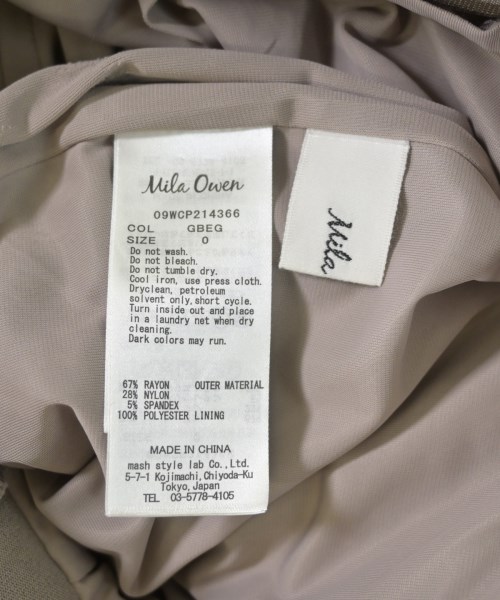 Mila Owen
09WCP214366
COL GBEG
SIZE 0
Do not wash.
Do not bleach.
Do not tumble dry.
Cool iron, use press cloth.
Dryclean, petroleum
solvent only, short cycle.
Turn inside out and place
in a laundry net when dry
cleaning.
Dark colors may run.
67% RAYON OUTER MATERIAL
28% NYLON
5% SPANDEX
100% POLYESTER LINING
MADE IN CHINA
mash style lab Co., Ltd.
5-7-1 Kojimachi, Chiyoda-Ku
Tokyo, Japan
TEL 03-5778-4105
Mila